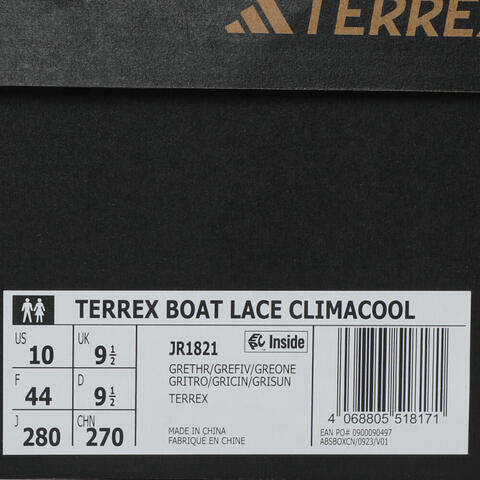 TERREX
TERREX BOAT LACE CLIMACOOL
US 10 UK 9 1/2
F 44 D 9 1/2
J 280 CHN 270
JR1821
Inside
GRETHR/GREFIV/GREONE
GRITRO/GRICIN/GRISUN
TERREX
MADE IN CHINA
FABRIQUÉ EN CHINE
4 068805 518171
EAN PO# 0900090497
ABSBOXCN/0923/V01